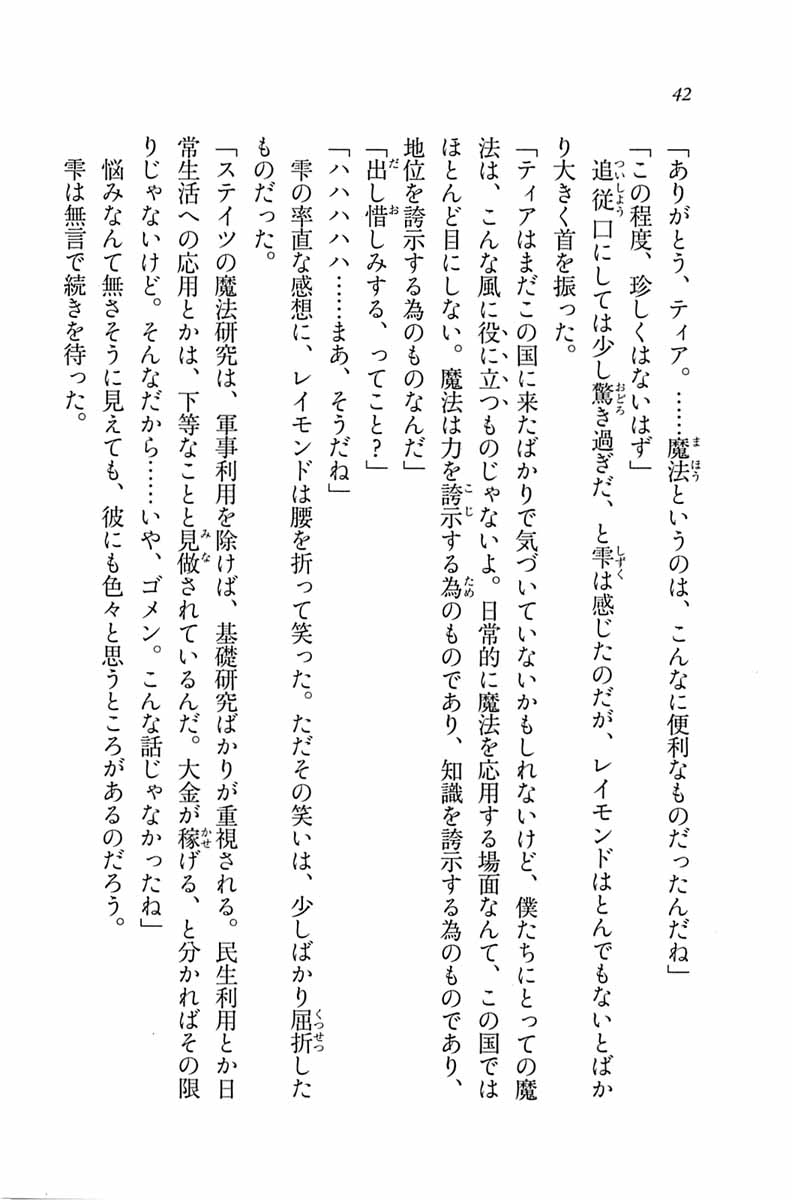 42
「ありがとう、ティア。……魔法というのは、こんなに便利なものだったんだね」
「この程度、珍しくはないはず」
追従口にしては少し驚き過ぎだ、と雫は感じたのだが、レイモンドはとんでもないとばか
り大きく首を振った。
「ティアはまだこの国に来たばかりで気づいていないかもしれないけど、僕たちにとっての魔
法は、こんな風に役に立つものじゃないよ。日常的に魔法を応用する場面なんて、この国では
ほとんど目にしない。魔法は力を誇示する為のものであり、知識を誇示する為のものであり、
地位を誇示する為のものなんだ」
「出し惜しみする、ってこと？」
「ハハハハハ……まあ、そうだね」
雫の率直な感想に、レイモンドは腰を折って笑った。ただその笑いは、少しばかり屈折した
ものだった。
「ステイツの魔法研究は、軍事利用を除けば、基礎研究ばかりが重視される。民生利用とか日
常生活への応用とかは、下等なことと見做されているんだ。大金が稼げる、と分かればその限
りじゃないけど。そんなだから……いや、ゴメン。こんな話じゃなかったね」
悩みなんて無さそうに見えても、彼にも色々と思うところがあるのだろう。
雫は無言で続きを待った。